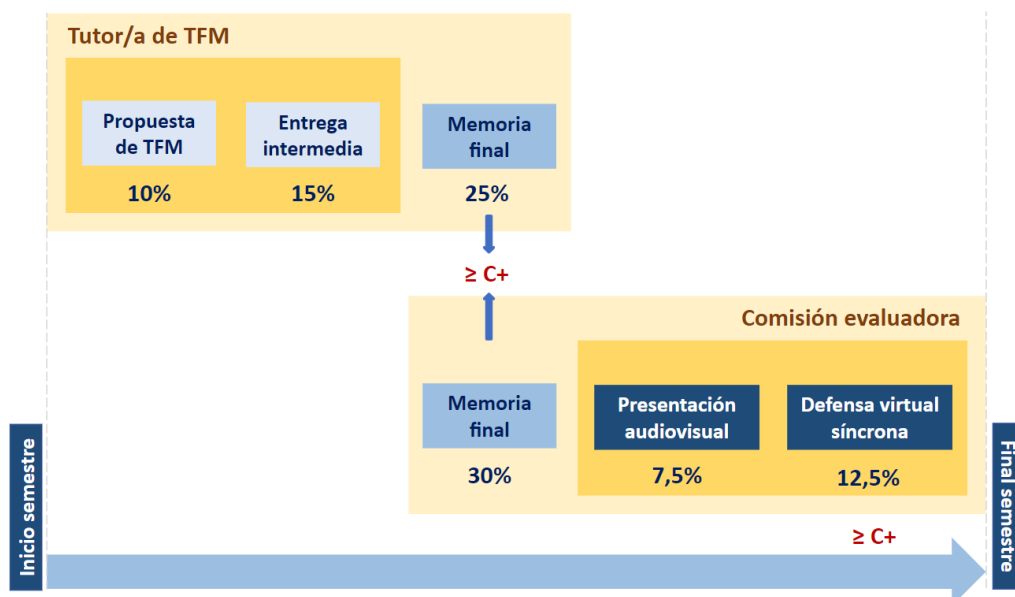 Tutor/a de TFM
Propuesta
de TFM
10%
Entrega
intermedia
15%
Memoria
final
25%
≥ C+
Comisión evaluadora
Memoria
final
30%
Presentación
audiovisual
7,5%
Defensa virtual
síncrona
12,5%
≥ C+
Inicio semestre
Final semestre